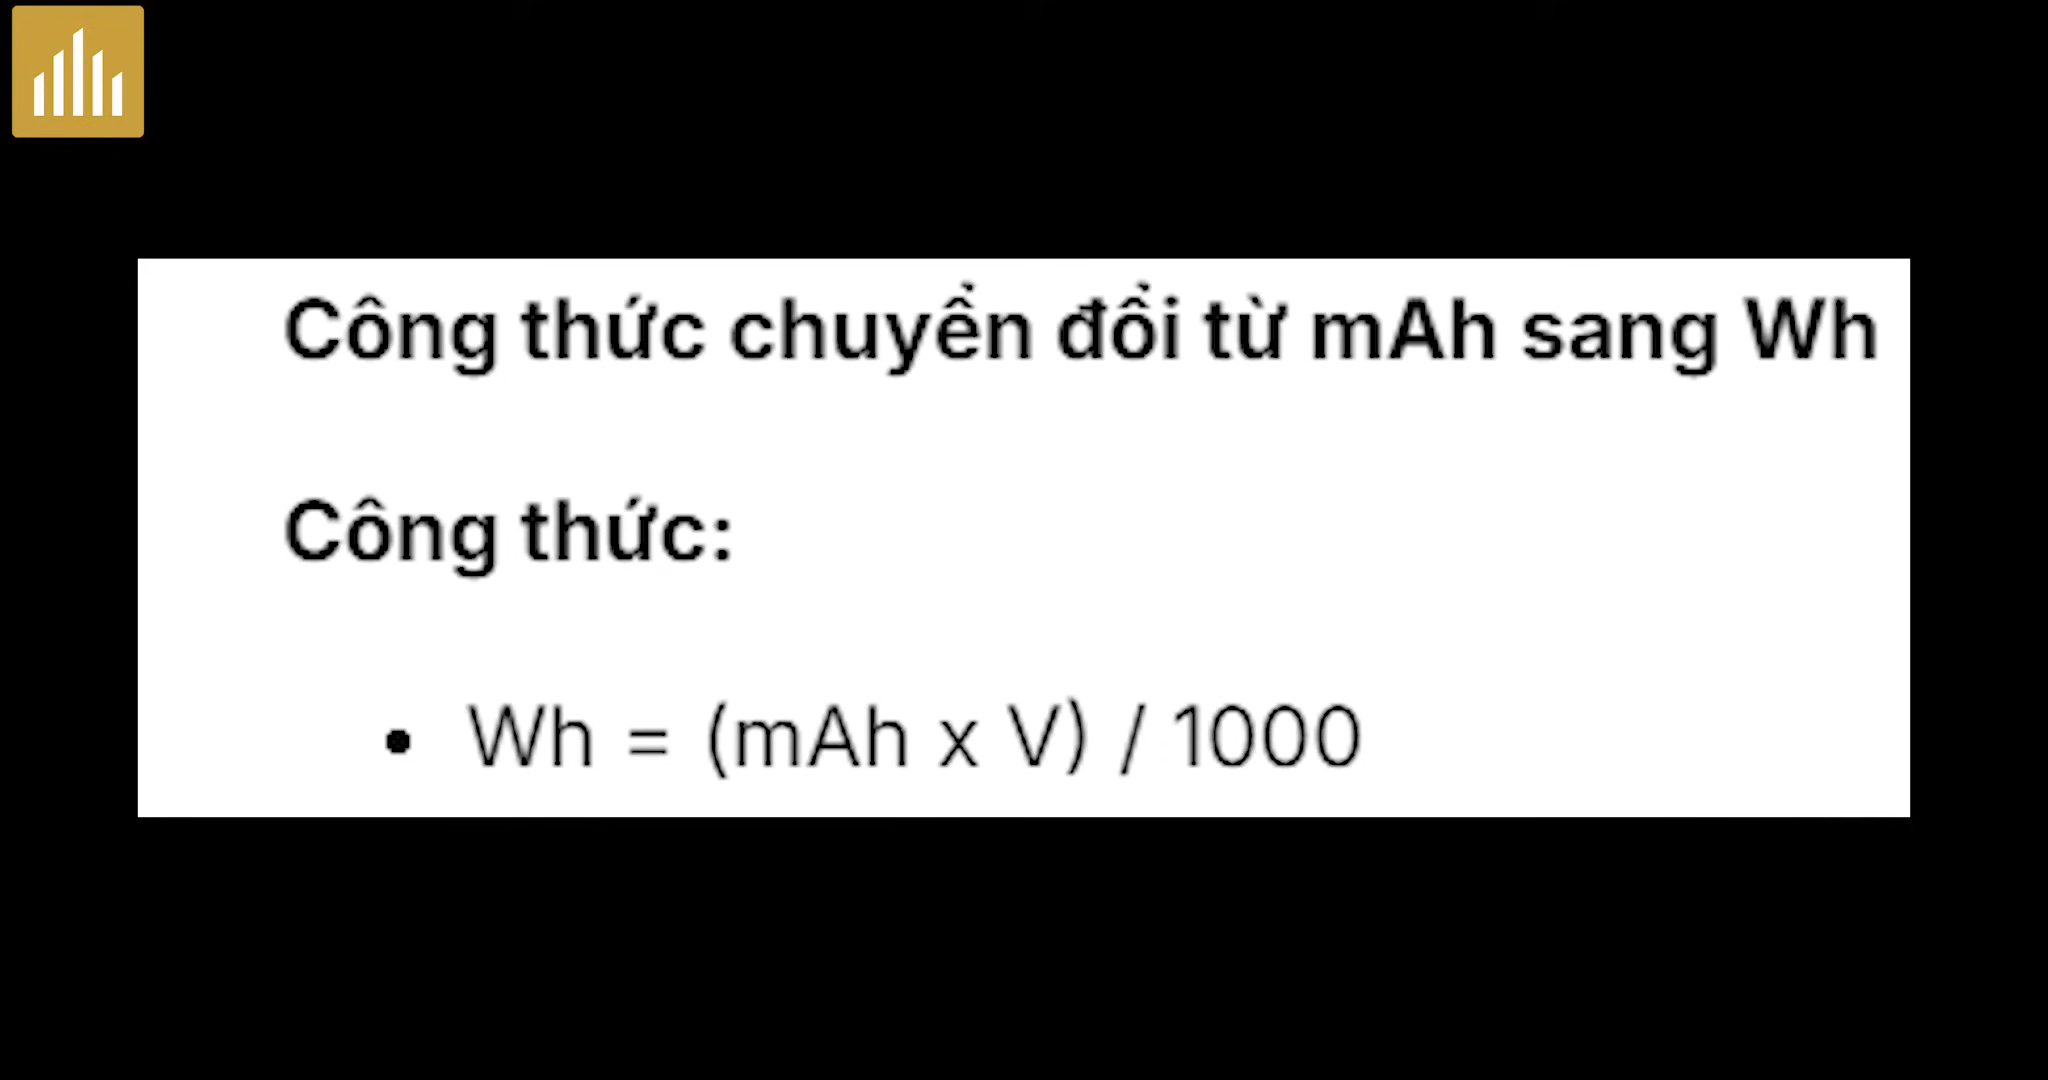 Công thức chuyển đổi từ mAh sang Wh
Công thức:
• Wh = (mAh x V) / 1000